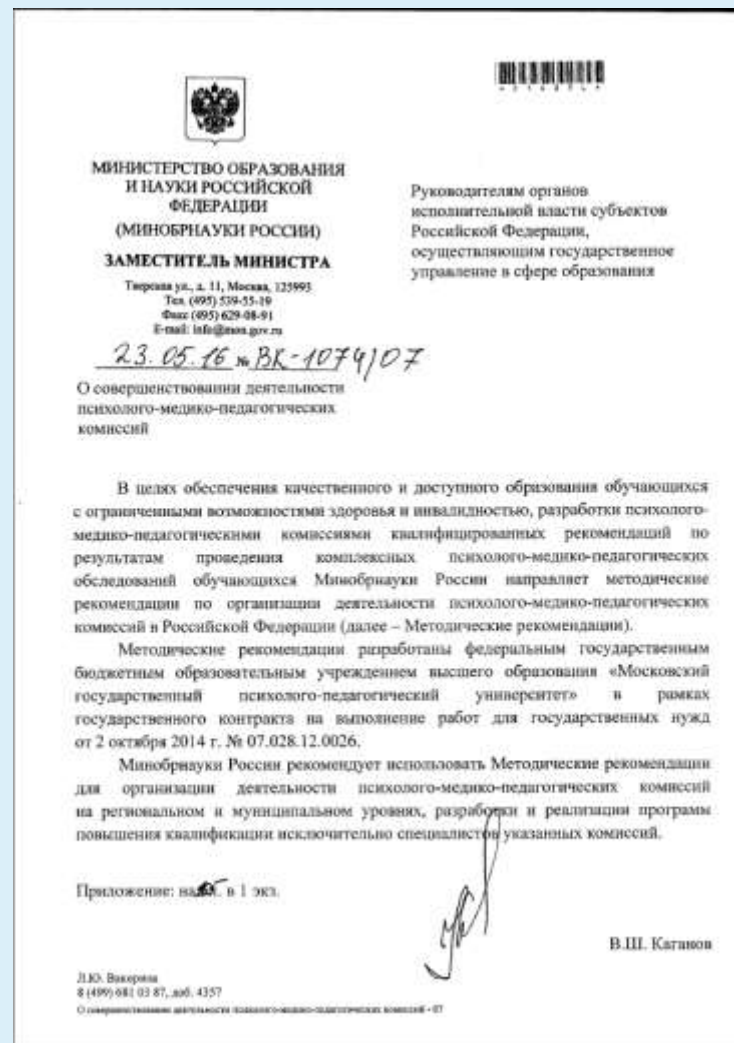 МИНИСТЕРСТВО ОБРАЗОВАНИЯ
И НАУКИ РОССИЙСКОЙ
ФЕДЕРАЦИИ
(МИНОБРНАУКИ РОССИИ)
ЗАМЕСТИТЕЛЬ МИНИСТРА
Тверская ул., д. 11, Москва, 125993
Тел. (495) 539-55-19
Факс (495) 629-08-91
E-mail: info@mon.gov.ru
23.05.16 № ВК-1074/07
Руководителям органов
исполнительной власти субъектов
Российской Федерации,
осуществляющим государственное
управление в сфере образования
О совершенствовании деятельности
психолого-медико-педагогических
комиссий
В целях обеспечения качественного и доступного образования обучающихся
с ограниченными возможностями здоровья и инвалидностью, разработки психолого-
медико-педагогическими комиссиями квалифицированных рекомендаций по
результатам проведения комплексных психолого-медико-педагогических
обследований обучающихся Минобрнауки России направляет методические
рекомендации по организации деятельности психолого-медико-педагогических
комиссий в Российской Федерации (далее – Методические рекомендации).
Методические рекомендации разработаны федеральным государственным
бюджетным образовательным учреждением высшего образования «Московский
государственный психолого-педагогический университет» в рамках
государственного контракта на выполнение работ для государственных нужд
от 2 октября 2014 г. № 07.028.12.0026.
Минобрнауки России рекомендует использовать Методические рекомендации
для организации деятельности психолого-медико-педагогических комиссий
на региональном и муниципальном уровнях, разработки и реализации программ
повышения квалификации исключительно специалистов указанных комиссий.
Приложение: на л. в 1 экз.
В.Ш. Каганов
Л.Ю. Вакорина
8 (499) 681 03 87, доб. 4357
О совершенствовании деятельности психолого-медико-педагогических комиссий - 07